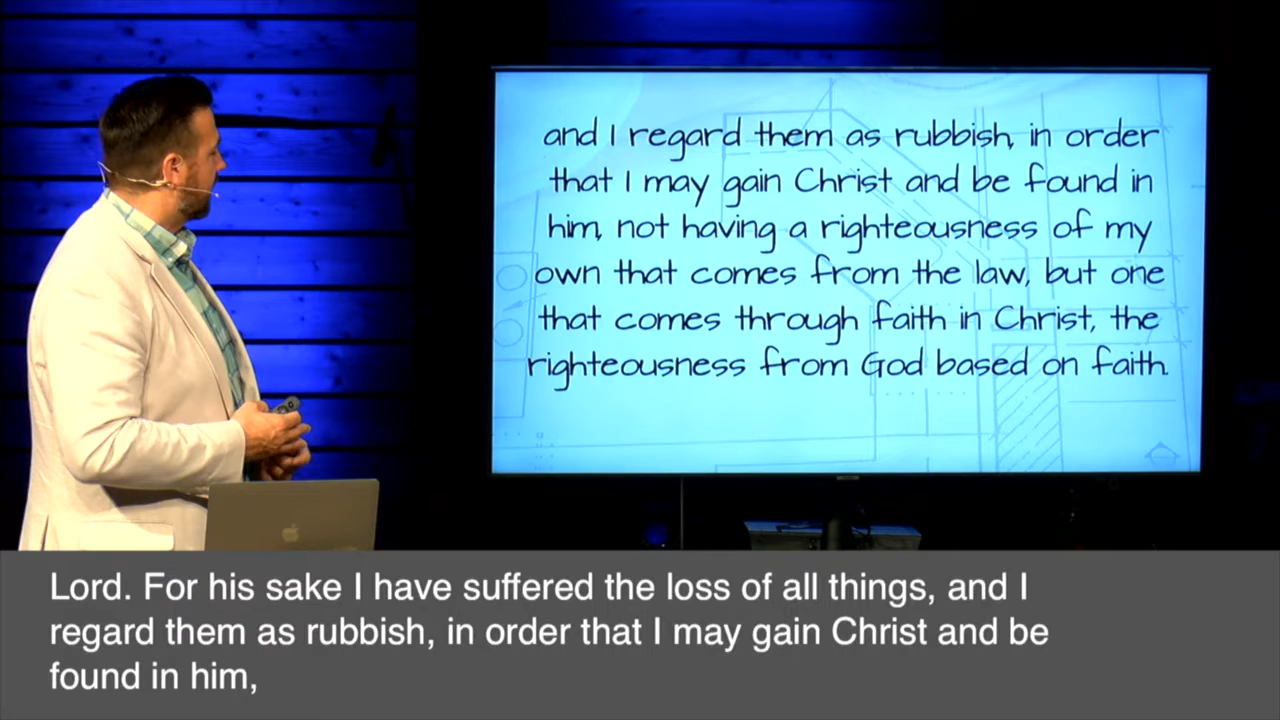 and I regard them as rubbish, in order
that I may gain Christ and be found in
him, not having a righteousness of my
own that comes from the law, but one
that comes through faith in Christ, the
righteousness from God based on faith.
Lord. For his sake I have suffered the loss of all things, and I
regard them as rubbish, in order that I may gain Christ and be
found in him,